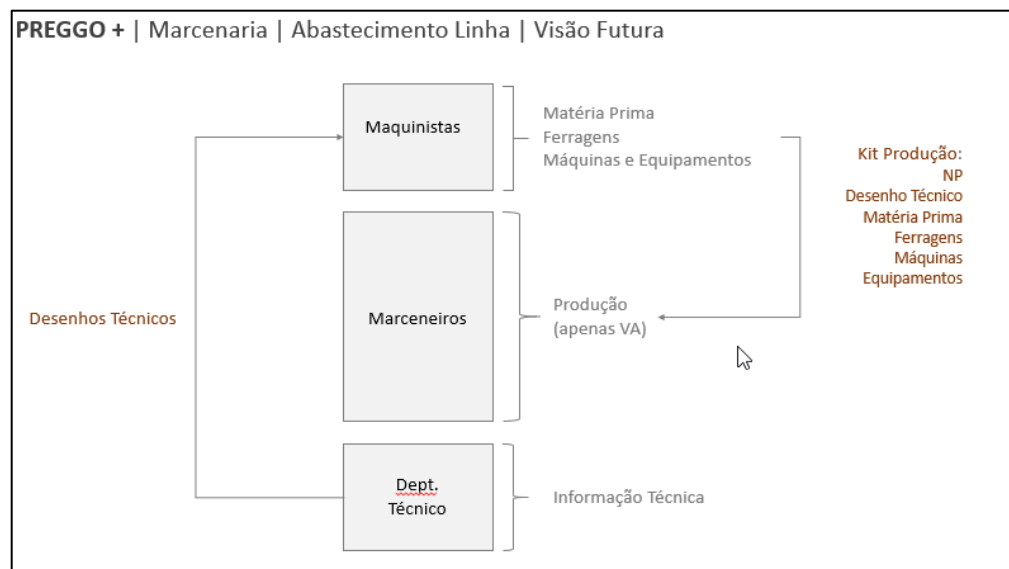 PREGGO + | Marcenaria | Abastecimento Linha | Visão Futura
Maquinistas
Matéria Prima
Ferragens
Máquinas e Equipamentos
Kit Produção:
NP
Desenho Técnico
Matéria Prima
Ferragens
Máquinas
Equipamentos
Desenhos Técnicos
Marceneiros
Produção
(apenas VA)
Dept.
Técnico
Informação Técnica